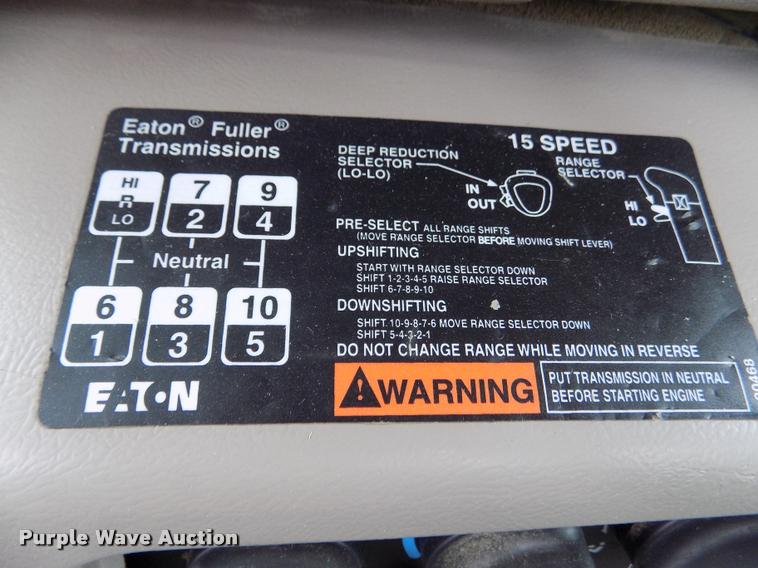 Eaton® Fuller®
Transmissions
HI
R
LO
7
2
9
4
Neutral
6
1
8
3
10
5
EATON
15 SPEED
DEEP REDUCTION
SELECTOR
(LO-LO)
IN
OUT
RANGE
SELECTOR
HI
LO
PRE-SELECT ALL RANGE SHIFTS
(MOVE RANGE SELECTOR BEFORE MOVING SHIFT LEVER)
UPSHIFTING
START WITH RANGE SELECTOR DOWN
SHIFT 1-2-3-4-5 RAISE RANGE SELECTOR
SHIFT 6-7-8-9-10
DOWNSHIFTING
SHIFT 10-9-8-7-6 MOVE RANGE SELECTOR DOWN
SHIFT 5-4-3-2-1
DO NOT CHANGE RANGE WHILE MOVING IN REVERSE
WARNING
PUT TRANSMISSION IN NEUTRAL
BEFORE STARTING ENGINE
Purple Wave Auction